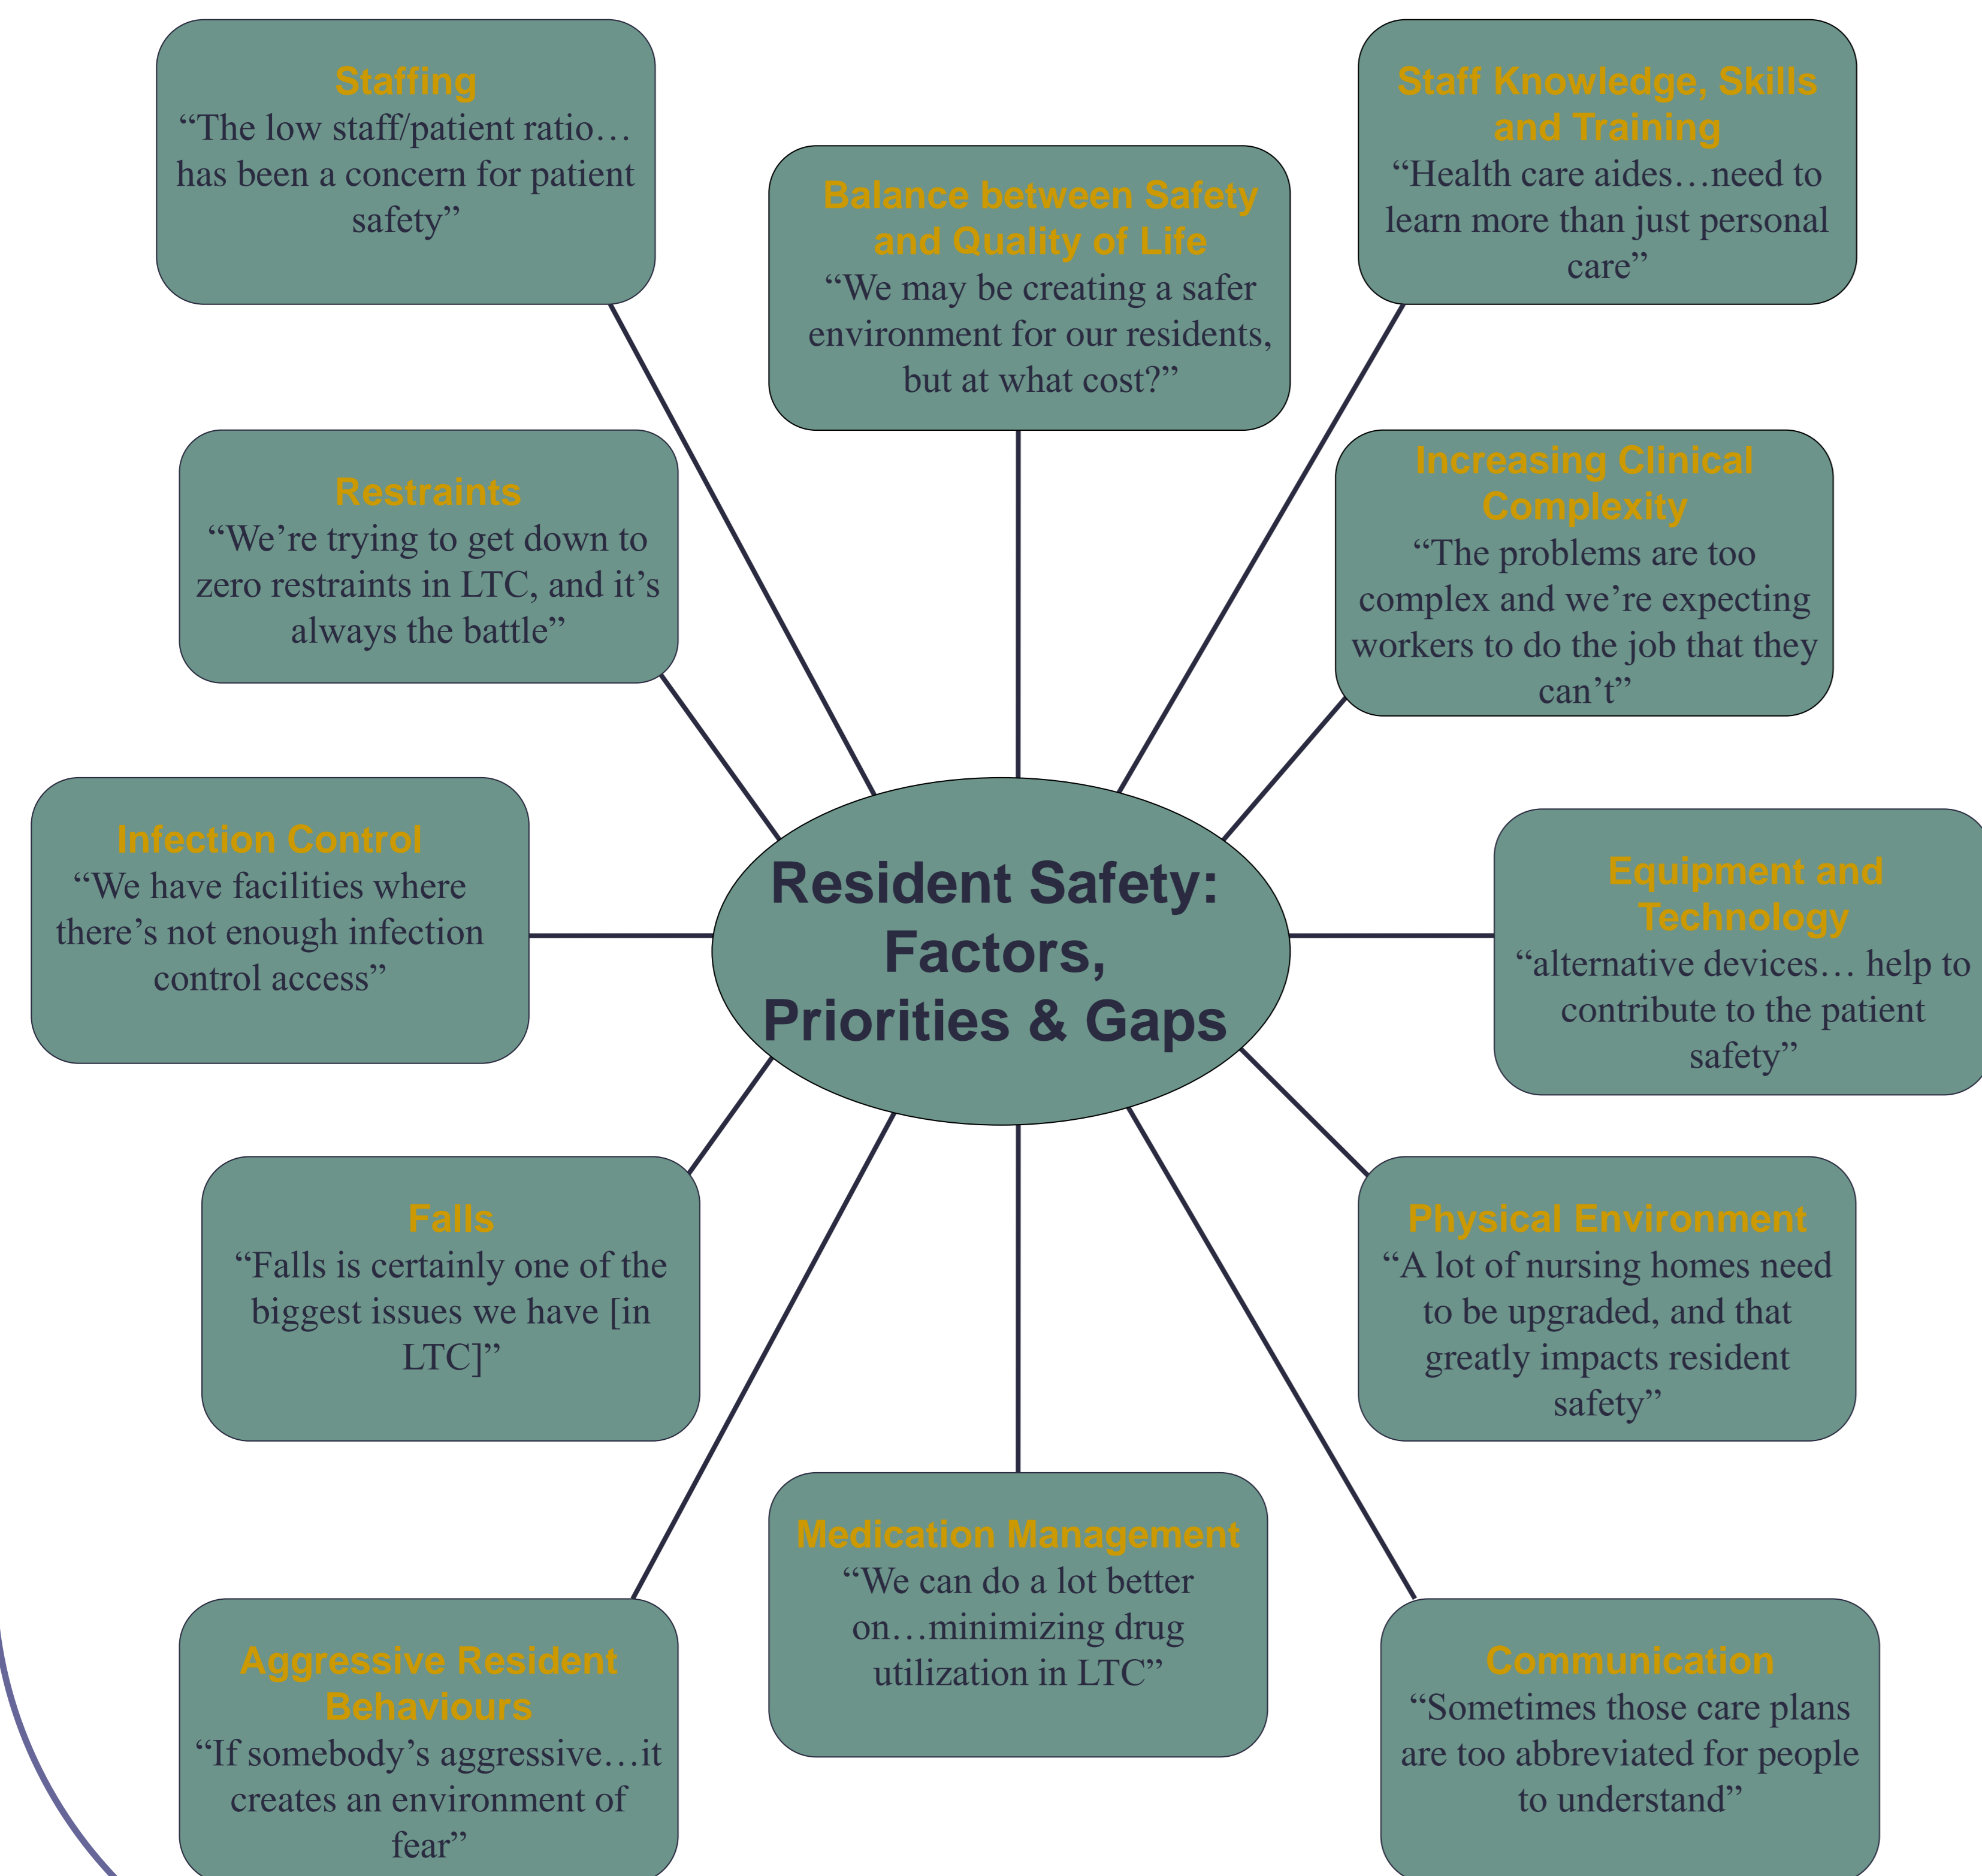 Staffing
“The low staff/patient ratio…
has been a concern for patient
safety”
Balance between Safety
and Quality of Life
“We may be creating a safer
environment for our residents,
but at what cost?”
Staff Knowledge, Skills
and Training
“Health care aides…need to
learn more than just personal
care”
Restraints
“We’re trying to get down to
zero restraints in LTC, and it’s
always the battle”
Increasing Clinical
Complexity
“The problems are too
complex and we’re expecting
workers to do the job that they
can’t”
Infection Control
“We have facilities where
there’s not enough infection
control access”
Resident Safety:
Factors,
Priorities & Gaps
Equipment and
Technology
“alternative devices… help to
contribute to the patient
safety”
Falls
“Falls is certainly one of the
biggest issues we have [in
LTC]”
Physical Environment
“A lot of nursing homes need
to be upgraded, and that
greatly impacts resident
safety”
Aggressive Resident
Behaviours
“If somebody’s aggressive…it
creates an environment of
fear”
Medication Management
“We can do a lot better
on…minimizing drug
utilization in LTC”
Communication
“Sometimes those care plans
are too abbreviated for people
to understand”